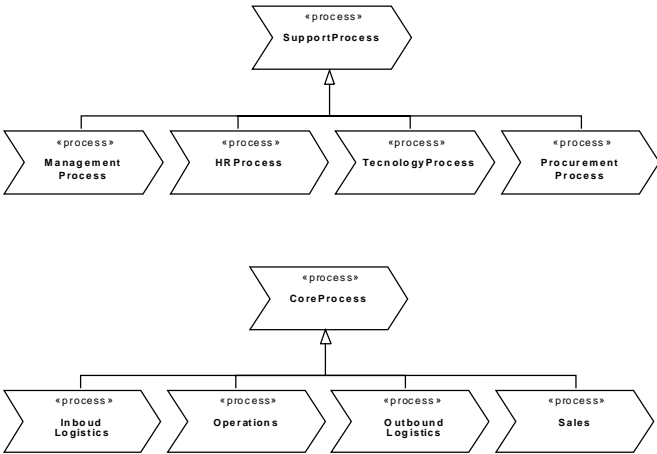 «process»
SupportProcess
«process»
Management
Process
«process»
HRProcess
«process»
TecnologyProcess
«process»
Procurement
Process
«process»
CoreProcess
«process»
Inboud
Logistics
«process»
Operations
«process»
Outbound
Logistics
«process»
Sales